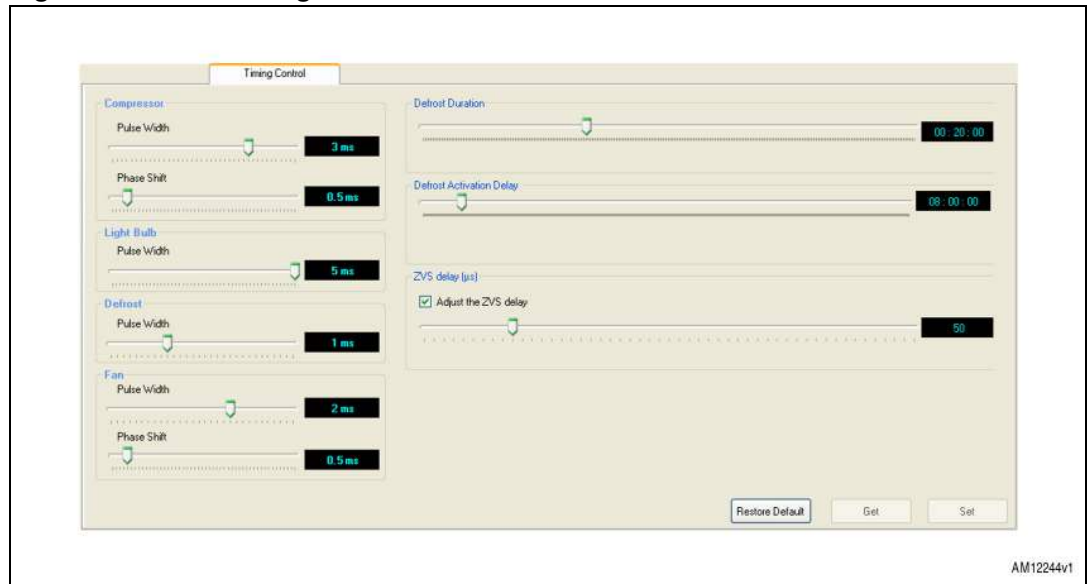 Timing Control
Compressor
Pulse Width
3 ms
Phase Shift
0.5 ms
Light Bulb
Pulse Width
5 ms
Defrost
Pulse Width
1 ms
Fan
Pulse Width
2 ms
Phase Shift
0.5 ms
Defrost Duration
00 : 20 : 00
Defrost Activation Delay
08 : 00 : 00
ZVS delay (µs)
Adjust the ZVS delay
50
Restore Default
Get
Set
AM12244v1